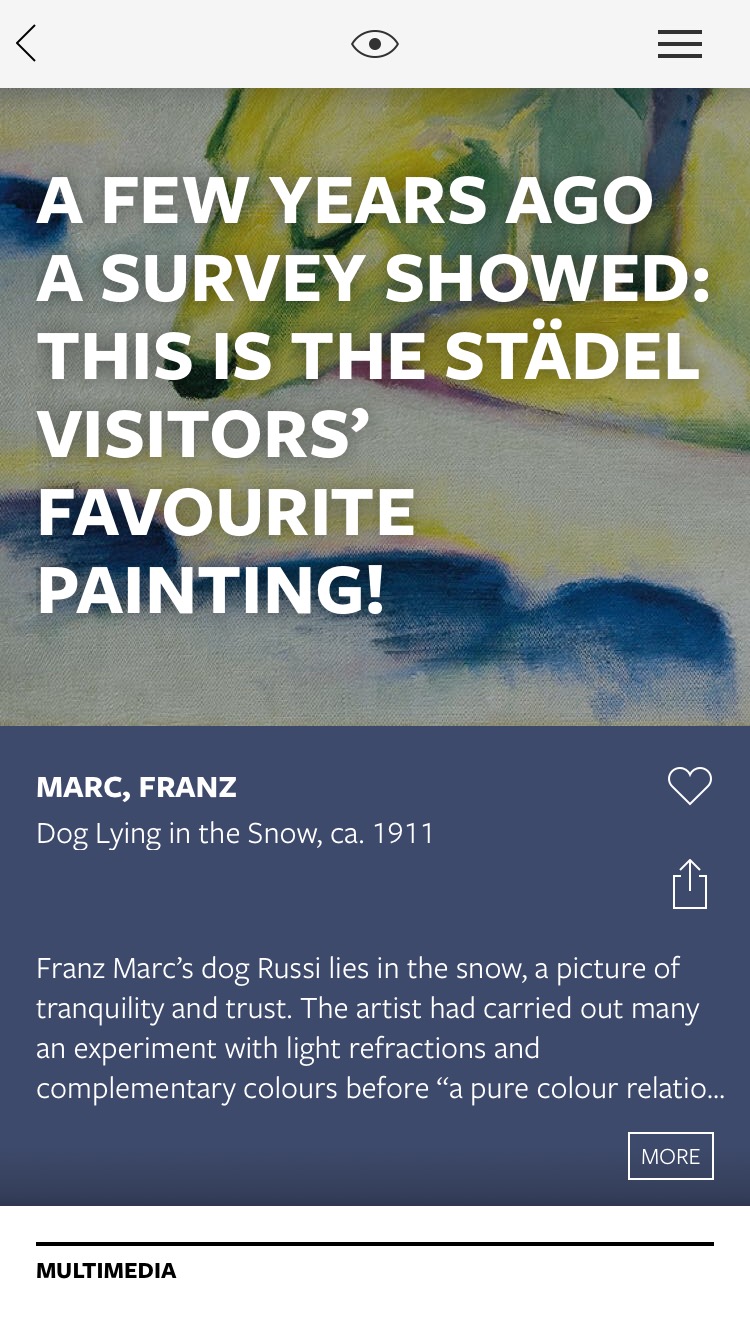 A FEW YEARS AGO
A SURVEY SHOWED:
THIS IS THE STÄDEL
VISITORS’
FAVOURITE
PAINTING!
MARC, FRANZ
Dog Lying in the Snow, ca. 1911
Franz Marc’s dog Russi lies in the snow, a picture of
tranquility and trust. The artist had carried out many
an experiment with light refractions and
complementary colours before “a pure colour relatio...
MORE
MULTIMEDIA